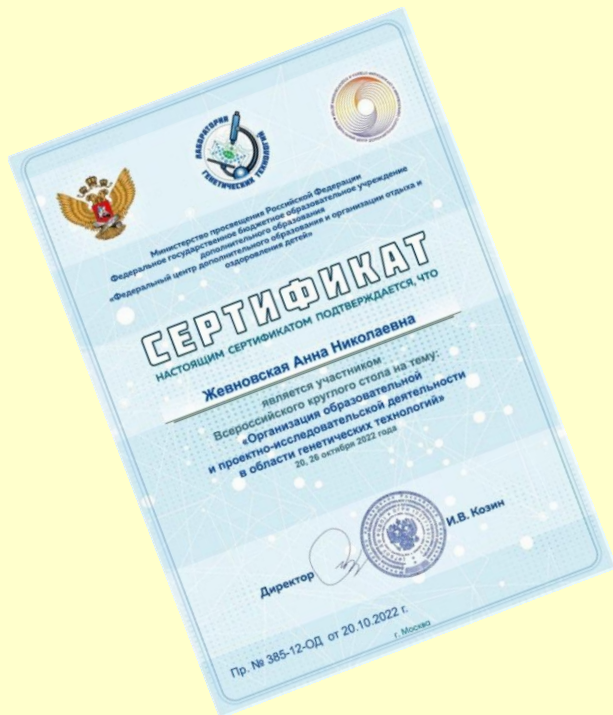 ЛАБОРАТОРИЯ
ГЕНЕТИЧЕСКИХ ТЕХНОЛОГИЙ
Министерство просвещения Российской Федерации
Федеральное государственное бюджетное образовательное учреждение
дополнительного образования
«Федеральный центр дополнительного образования и организации отдыха и
оздоровления детей»
СЕРТИФИКАТ
НАСТОЯЩИМ СЕРТИФИКАТОМ ПОДТВЕРЖДАЕТСЯ, ЧТО
Жевновская Анна Николаевна
является участником
Всероссийского круглого стола на тему:
«Организация образовательной
и проектно-исследовательской деятельности
в области генетических технологий»
20, 26 октября 2022 года
Директор
И.В. Козин
Пр. № 385-12-ОД от 20.10.2022 г.
г. Москва